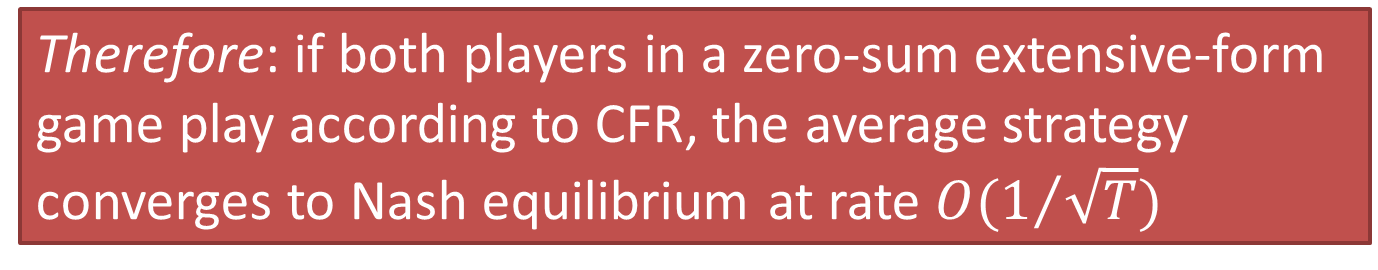 Therefore: if both players in a zero-sum extensive-form
game play according to CFR, the average strategy
converges to Nash equilibrium at rate O(1/√T)